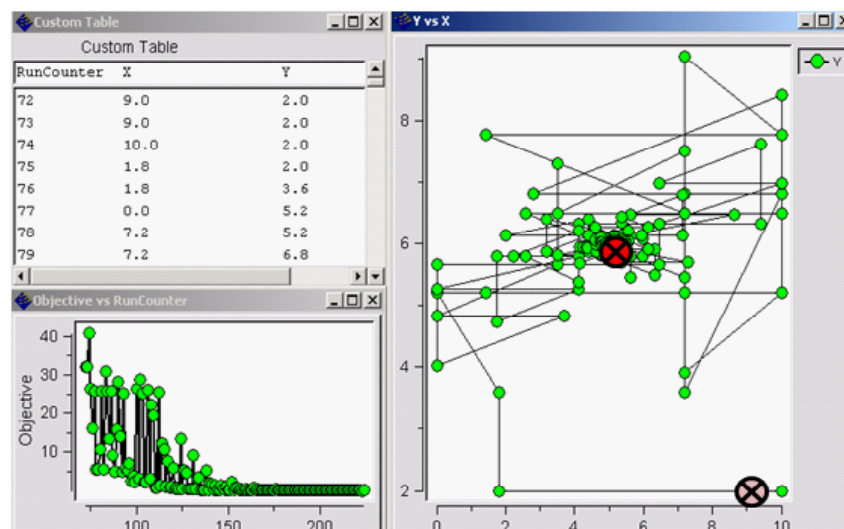 Custom Table
Custom Table
RunCounter X Y
72 9.0 2.0
73 9.0 2.0
74 10.0 2.0
75 1.8 2.0
76 1.8 3.6
77 0.0 5.2
78 7.2 5.2
79 7.2 6.8
Objective vs RunCounter
Objective
40
30
20
10
100 150 200
Y vs X
Y
8
6
4
2
0 2 4 6 8 10